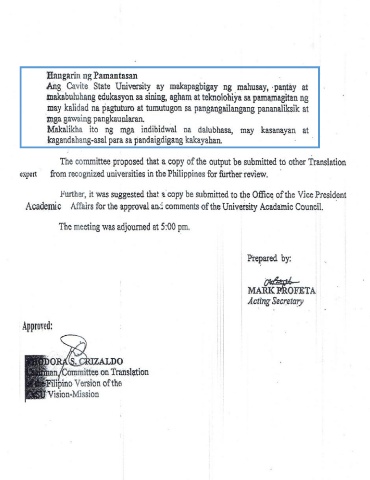 Hangarin ng Pamantasan
Ang Cavite State University ay makapagbigay ng mahusay, pantay at
makabuluhang edukasyon sa sining, agham at teknolohiya sa pamamagitan ng
may kalidad na pagtuturo at tumutugon sa pangangailangang pananaliksik at
mga gawaing pangkaunlaran.
Makalikha ito ng mga indibidwal na dalubhasa, may kasanayan at
kagandahang-asal para sa pandaigdigang kakayahan.
The committee proposed that a copy of the output be submitted to other Translation
expert from recognized universities in the Philippines for further review.
Further, it was suggested that a copy be submitted to the Office of the Vice President
Academic Affairs for the approval and comments of the University Academic Council.
The meeting was adjourned at 5:00 pm.
Prepared by:
MARK PROFETA
Acting Secretary
Approved:
S. CRIZALDO
Committee on Translation
Filipino Version of the
Vision-Mission